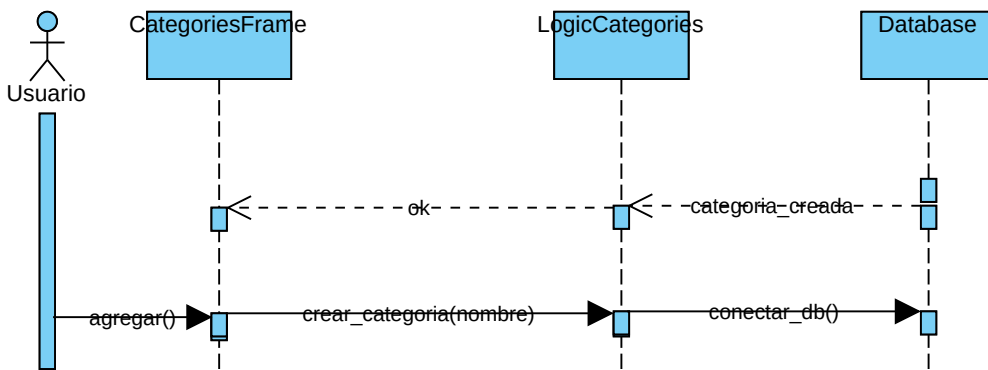 CategoriesFrame
LogicCategories
Database
Usuario
ok
categoria_creada
agregar()
crear_categoria(nombre)
conectar_db()